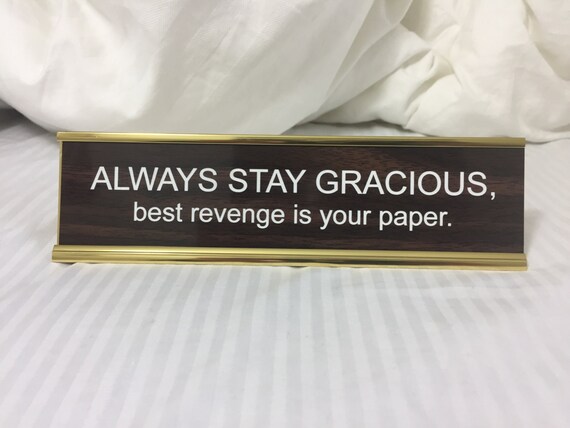 ALWAYS STAY GRACIOUS,
best revenge is your paper.